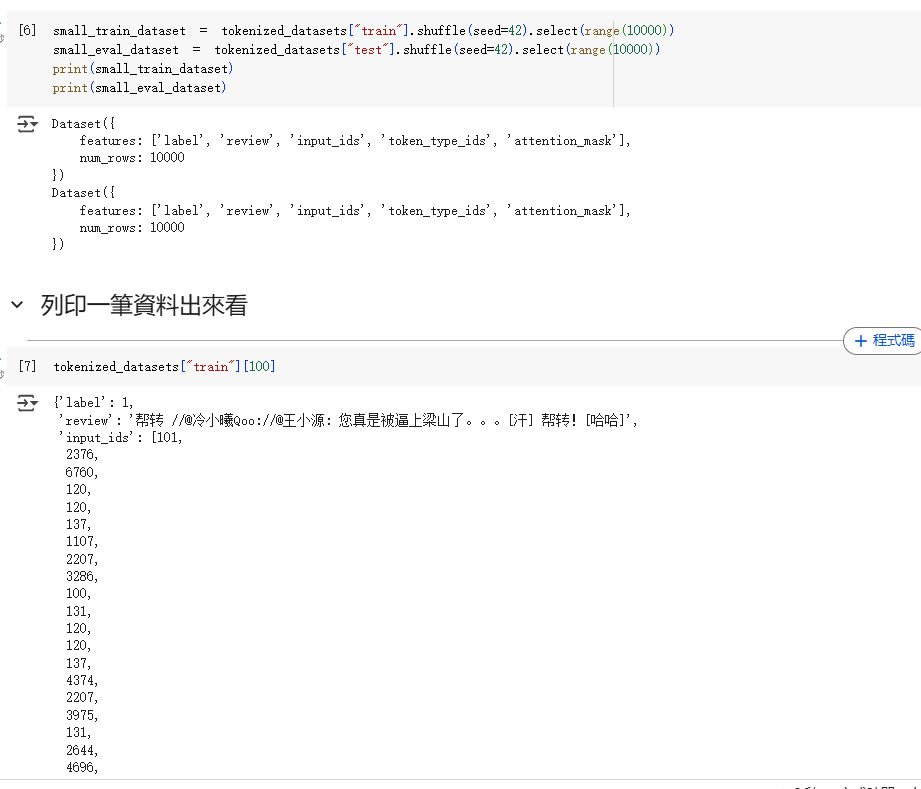 [6] small_train_dataset = tokenized_datasets["train"].shuffle(seed=42).select(range(10000))
small_eval_dataset = tokenized_datasets["test"].shuffle(seed=42).select(range(10000))
print(small_train_dataset)
print(small_eval_dataset)
Dataset({
    features: ['label', 'review', 'input_ids', 'token_type_ids', 'attention_mask'],
    num_rows: 10000
})
Dataset({
    features: ['label', 'review', 'input_ids', 'token_type_ids', 'attention_mask'],
    num_rows: 10000
})
列印一筆資料出來看
+ 程式碼
[7] tokenized_datasets["train"][100]
{'label': 1,
 'review': '帮转 //@冷小曦Qoo://@王小源: 您真是被逼上梁山了。。。[汗] 帮转! [哈哈]',
 'input_ids': [101,
  2376,
  6760,
  120,
  120,
  137,
  1107,
  2207,
  3286,
  100,
  131,
  120,
  120,
  137,
  4374,
  2207,
  3975,
  131,
  2644,
  4696,